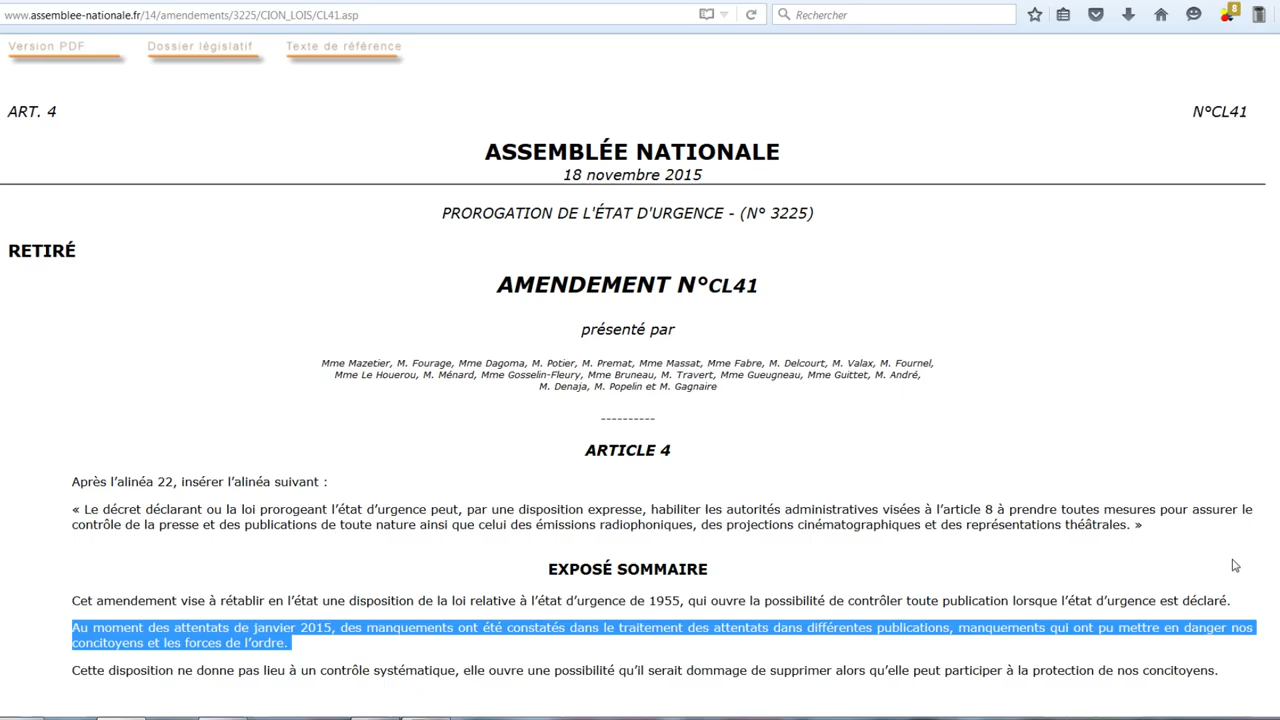 www.assemblee-nationale.fr/14/amendements/3225/CION_LOIS/CL41.asp
Rechercher
8
Version PDF Dossier législatif Texte de référence
ART. 4 N°CL41
ASSEMBLÉE NATIONALE
18 novembre 2015
PROROGATION DE L'ÉTAT D'URGENCE - (N° 3225)
RETIRÉ
AMENDEMENT N°CL41
présenté par
Mme Mazetier, M. Fourage, Mme Dagoma, M. Potier, M. Premat, Mme Massat, Mme Fabre, M. Delcourt, M. Valax, M. Fournel,
Mme Le Houerou, M. Ménard, Mme Gosselin-Fleury, Mme Bruneau, M. Travert, Mme Gueugneau, Mme Guittet, M. André,
M. Denaja, M. Popelin et M. Gagnaire
----------
ARTICLE 4
Après l’alinéa 22, insérer l’alinéa suivant :
« Le décret déclarant ou la loi prorogeant l’état d’urgence peut, par une disposition expresse, habiliter les autorités administratives visées à l’article 8 à prendre toutes mesures pour assurer le
contrôle de la presse et des publications de toute nature ainsi que celui des émissions radiophoniques, des projections cinématographiques et des représentations théâtrales. »
EXPOSÉ SOMMAIRE
Cet amendement vise à rétablir en l’état une disposition de la loi relative à l’état d’urgence de 1955, qui ouvre la possibilité de contrôler toute publication lorsque l’état d’urgence est déclaré.
Au moment des attentats de janvier 2015, des manquements ont été constatés dans le traitement des attentats dans différentes publications, manquements qui ont pu mettre en danger nos
concitoyens et les forces de l’ordre.
Cette disposition ne donne pas lieu à un contrôle systématique, elle ouvre une possibilité qu’il serait dommage de supprimer alors qu’elle peut participer à la protection de nos concitoyens.